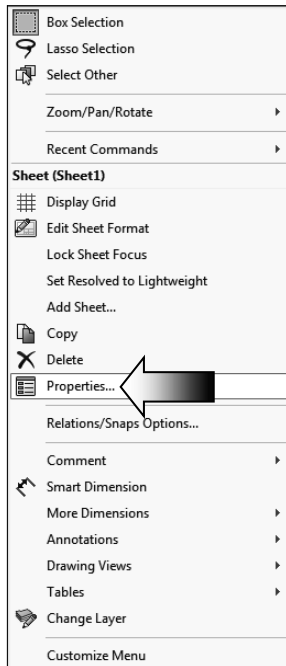 Box Selection
Lasso Selection
Select Other
Zoom/Pan/Rotate
Recent Commands
Sheet (Sheet1)
Display Grid
Edit Sheet Format
Lock Sheet Focus
Set Resolved to Lightweight
Add Sheet...
Copy
Delete
Properties...
Relations/Snaps Options...
Comment
Smart Dimension
More Dimensions
Annotations
Drawing Views
Tables
Change Layer
Customize Menu